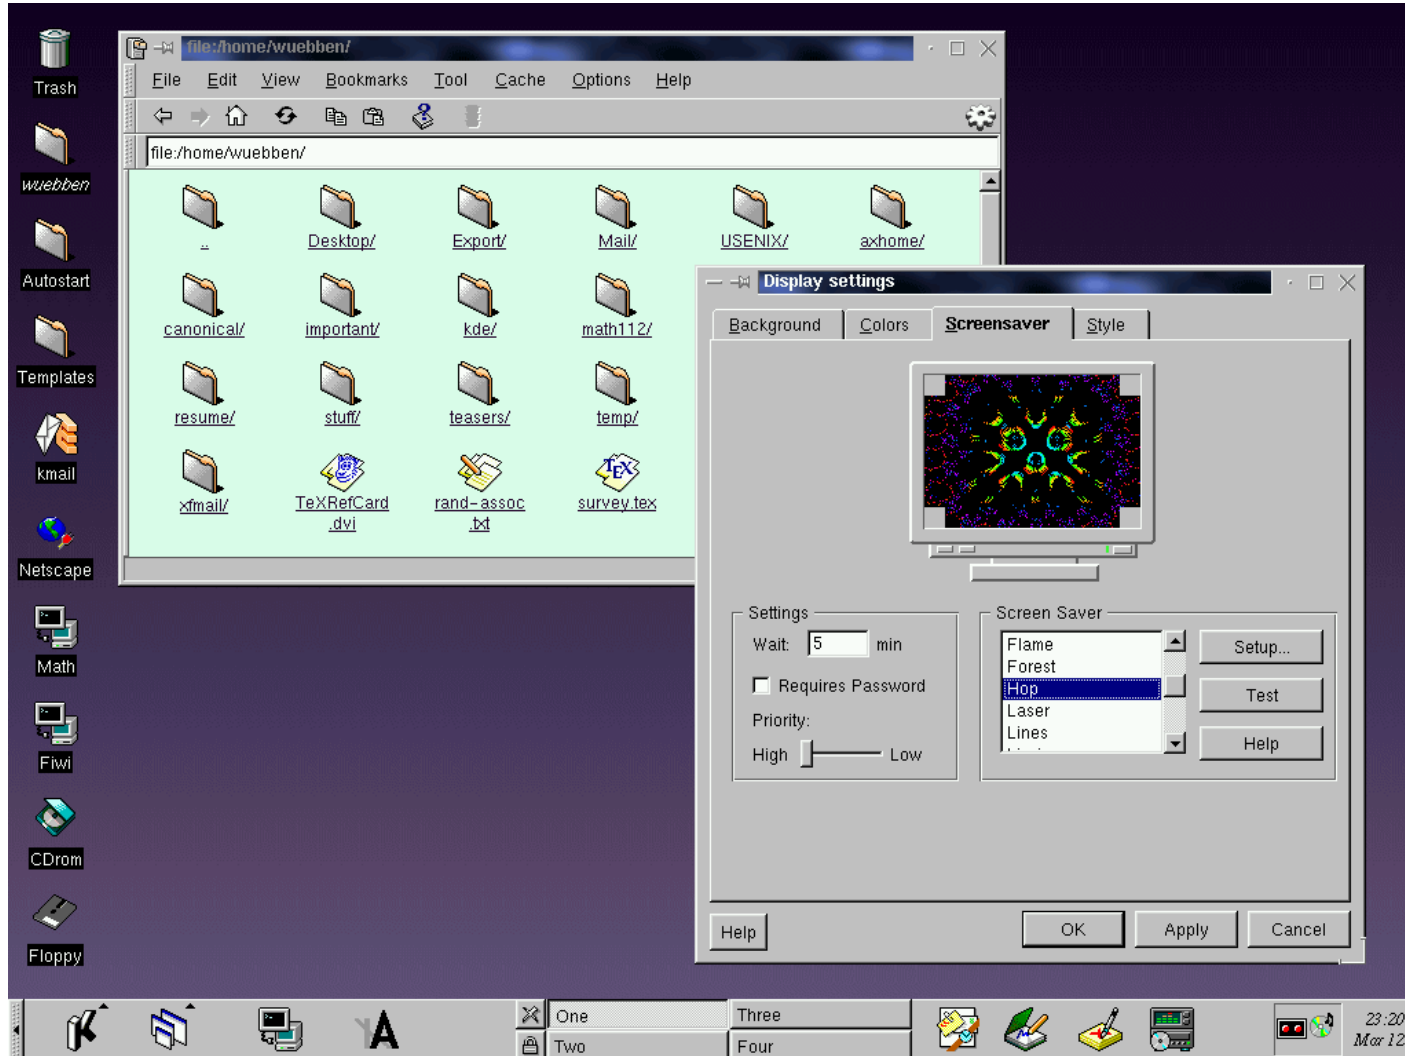 Trash
wuebben
Autostart
Templates
kmail
Netscape
Math
Fiwi
CDrom
Floppy
file:/home/wuebben/
File Edit View Bookmarks Tool Cache Options Help
file:/home/wuebben/
.. Desktop/ Export/ Mail/ USENIX/ axhome/
canonical/ important/ kde/ math112/
resume/ stuff/ teasers/ temp/
xfmail/ TeXRefCard rand-assoc survey.tex
.dvi .txt
TEX
Display settings
Background Colors Screensaver Style
Settings
Wait: 5 min
Requires Password
Priority:
High Low
Screen Saver
Flame
Forest
Hop
Laser
Lines
Setup...
Test
Help
Help OK Apply Cancel
K
One Three
Two Four
23:20
Mar 12